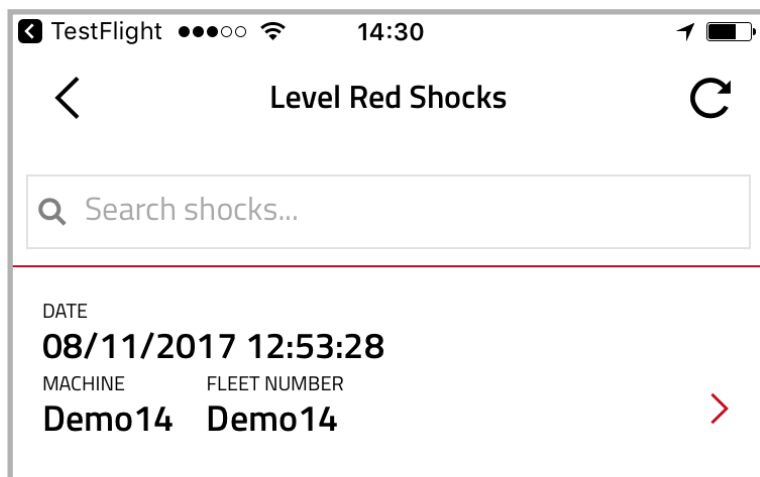 TestFlight 14:30
Level Red Shocks
Search shocks...
DATE
08/11/2017 12:53:28
MACHINE FLEET NUMBER
Demo14 Demo14